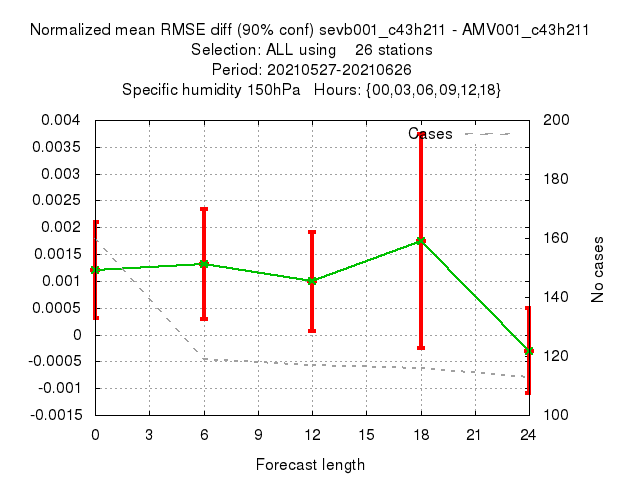 Normalized mean RMSE diff (90% conf) sevb001_c43h211 - AMV001_c43h211
Selection: ALL using    26 stations
Period: 20210527-20210626
Specific humidity 150hPa   Hours: {00,03,06,09,12,18}
Cases
0.004
0.0035
0.003
0.0025
0.002
0.0015
0.001
0.0005
0
-0.0005
-0.001
-0.0015
200
180
160
140
120
100
No cases
0 3 6 9 12 15 18 21 24
Forecast length